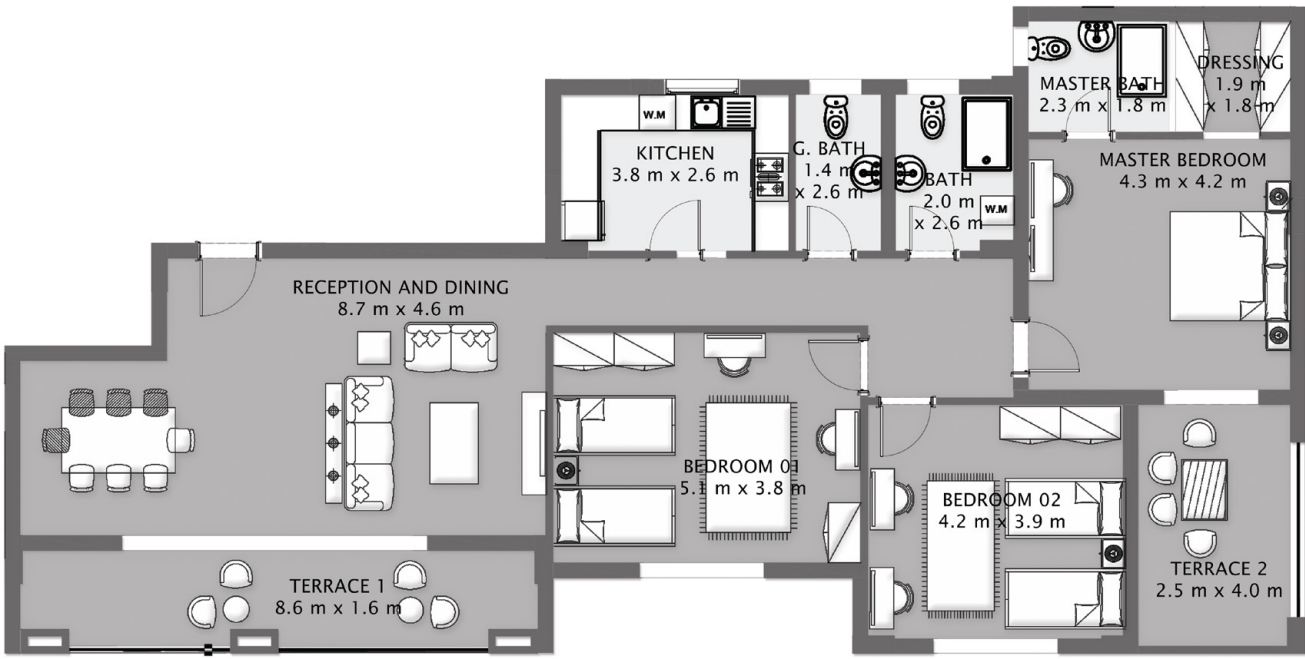 DRESSING
1.9 m
x 1.8 m
MASTER BATH
2.3 m x 1.8 m
W.M
KITCHEN
3.8 m x 2.6 m
G. BATH
1.4 m
x 2.6 m
BATH
2.0 m
x 2.6 m
W.M
MASTER BEDROOM
4.3 m x 4.2 m
RECEPTION AND DINING
8.7 m x 4.6 m
BEDROOM 01
5.1 m x 3.8 m
BEDROOM 02
4.2 m x 3.9 m
TERRACE 1
8.6 m x 1.6 m
TERRACE 2
2.5 m x 4.0 m